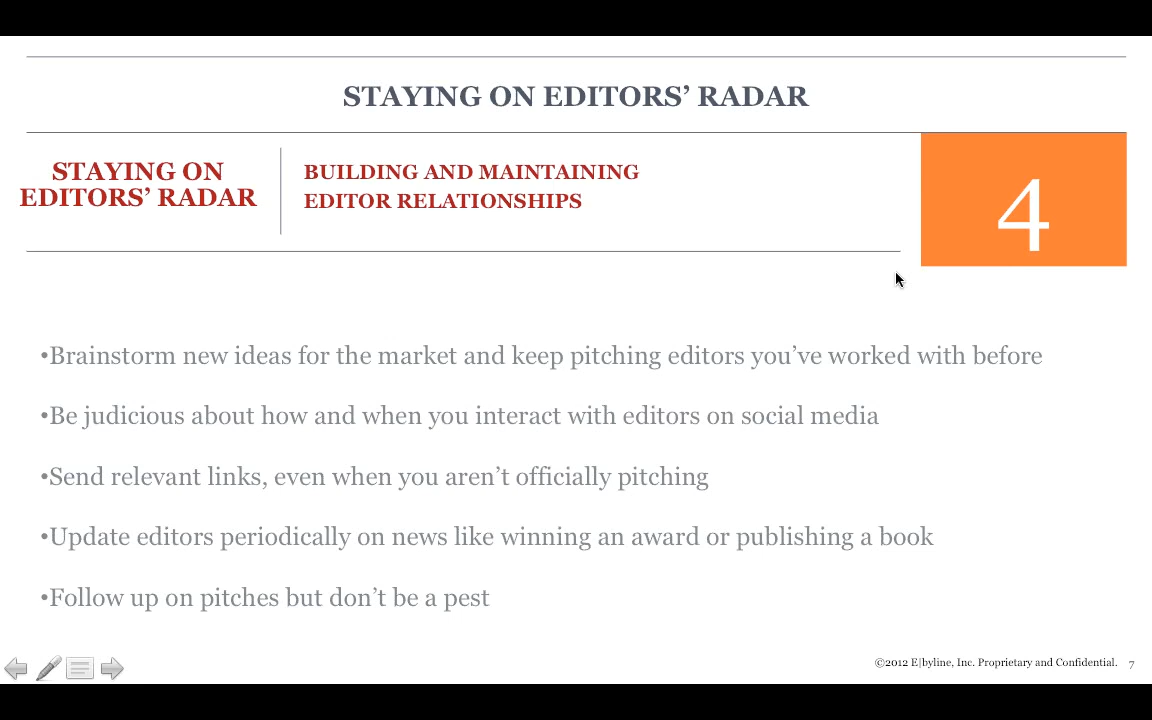 STAYING ON EDITORS’ RADAR
STAYING ON
EDITORS’ RADAR
BUILDING AND MAINTAINING
EDITOR RELATIONSHIPS
4
•Brainstorm new ideas for the market and keep pitching editors you’ve worked with before
•Be judicious about how and when you interact with editors on social media
•Send relevant links, even when you aren’t officially pitching
•Update editors periodically on news like winning an award or publishing a book
•Follow up on pitches but don’t be a pest
©2012 E|byline, Inc. Proprietary and Confidential. 7